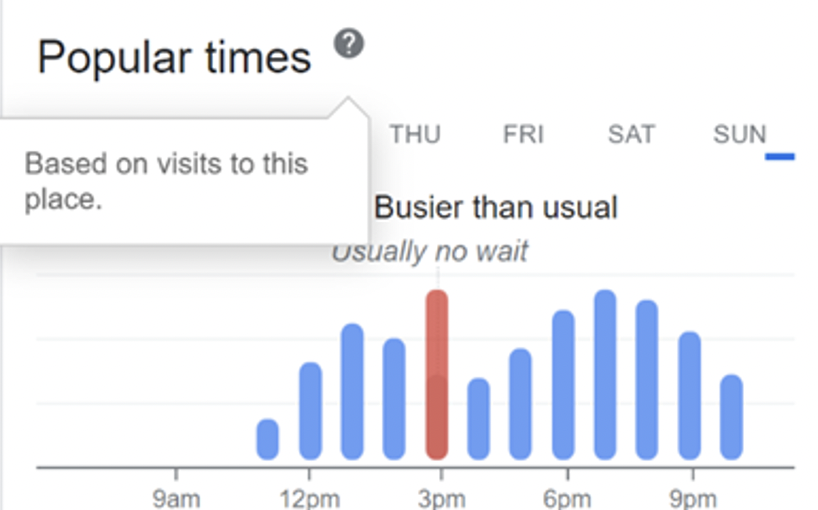 Popular times ?
THU FRI SAT SUN
Based on visits to this
place.
Busier than usual
Usually no wait
9am 12pm 3pm 6pm 9pm